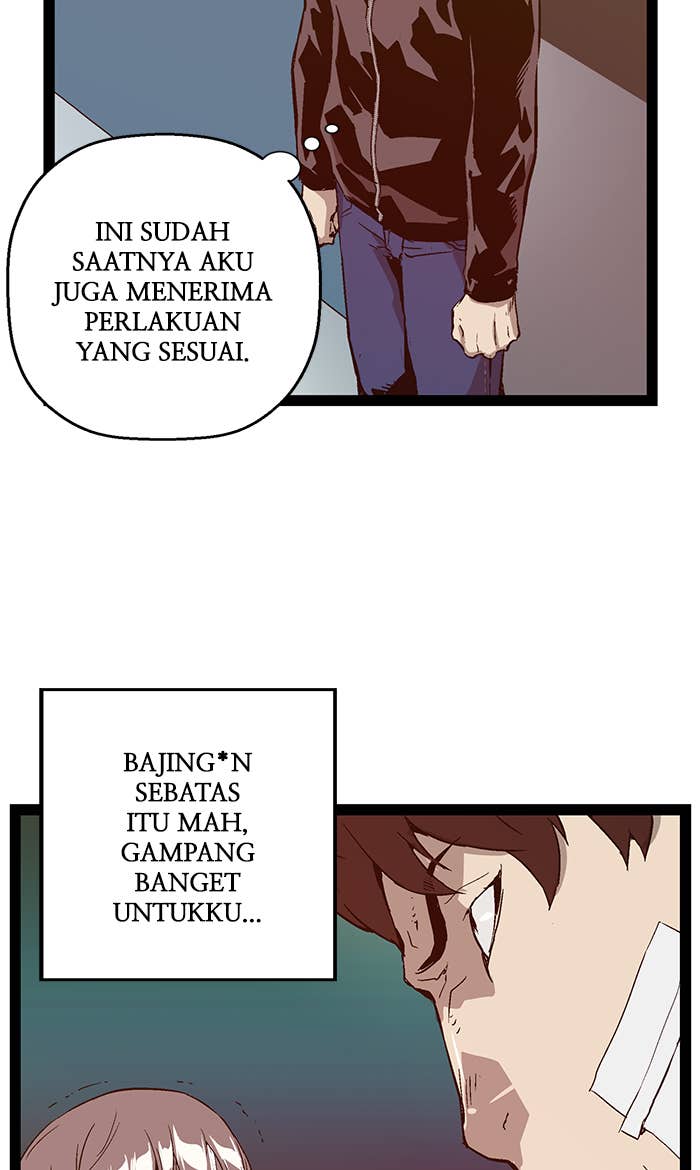 INI SUDAH
SAATNYA AKU
JUGA MENERIMA
PERLAKUAN
YANG SESUAI.
BAJING*N
SEBATAS
ITU MAH,
GAMPANG
BANGET
UNTUKKU...